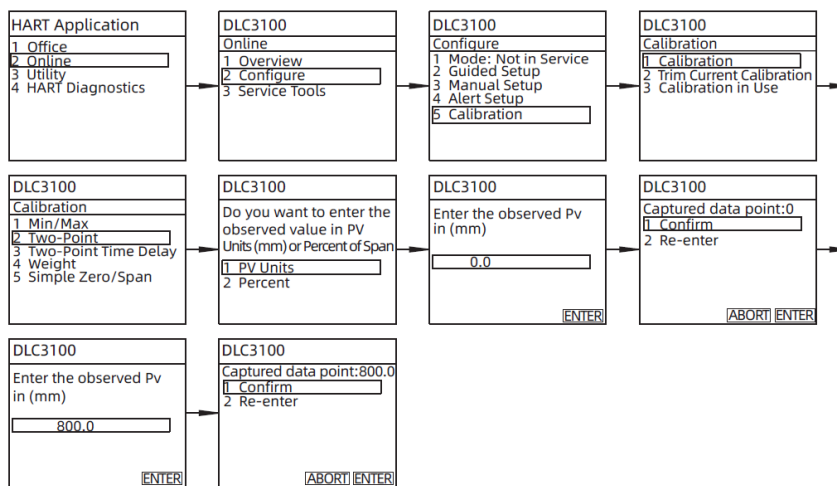 HART Application
1 Office
2 Online
3 Utility
4 HART Diagnostics
DLC3100
Online
1 Overview
2 Configure
3 Service Tools
DLC3100
Configure
1 Mode: Not in Service
2 Guided Setup
3 Manual Setup
4 Alert Setup
5 Calibration
DLC3100
Calibration
1 Calibration
2 Trim Current Calibration
3 Calibration in Use
DLC3100
Calibration
1 Min/Max
2 Two-Point
3 Two-Point Time Delay
4 Weight
5 Simple Zero/Span
DLC3100
Do you want to enter the
observed value in PV
Units (mm) or Percent of Span
1 PV Units
2 Percent
DLC3100
Enter the observed Pv
in (mm)
0.0
ENTER
DLC3100
Captured data point:0
1 Confirm
2 Re-enter
ABORT ENTER
DLC3100
Enter the observed Pv
in (mm)
800.0
ENTER
DLC3100
Captured data point:800.0
1 Confirm
2 Re-enter
ABORT ENTER